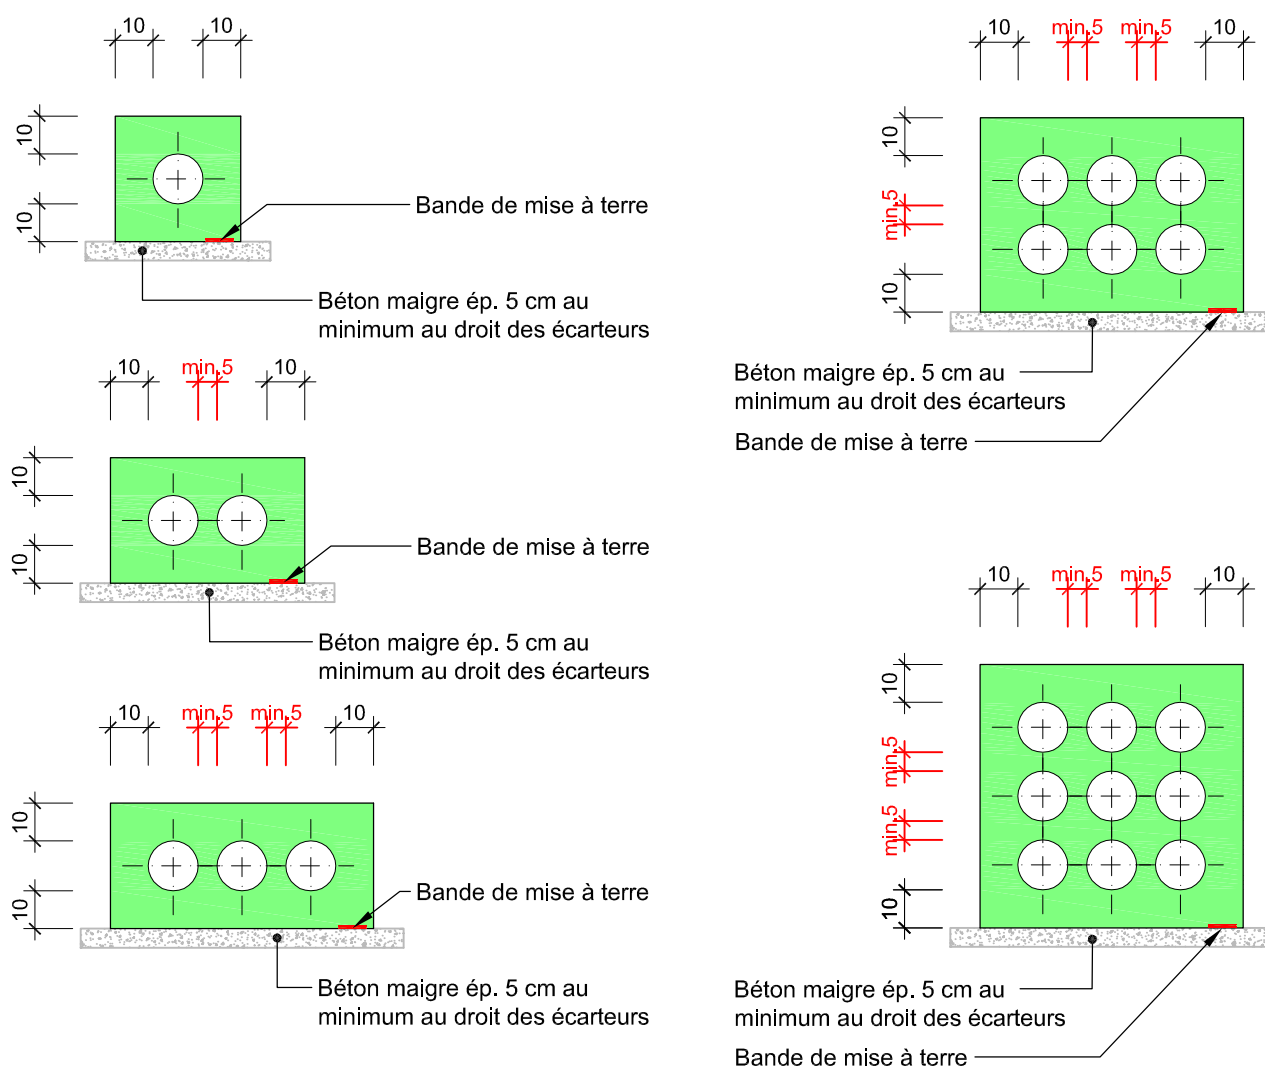 10
10
10
10
Bande de mise à terre
Béton maigre ép. 5 cm au
minimum au droit des écarteurs
10
min.5
10
10
10
Bande de mise à terre
Béton maigre ép. 5 cm au
minimum au droit des écarteurs
10
min.5
min.5
10
10
10
Bande de mise à terre
Béton maigre ép. 5 cm au
minimum au droit des écarteurs
10
min.5
min.5
10
10
min.5
10
Béton maigre ép. 5 cm au
minimum au droit des écarteurs
Bande de mise à terre
10
min.5
min.5
10
10
min.5
min.5
10
Béton maigre ép. 5 cm au
minimum au droit des écarteurs
Bande de mise à terre